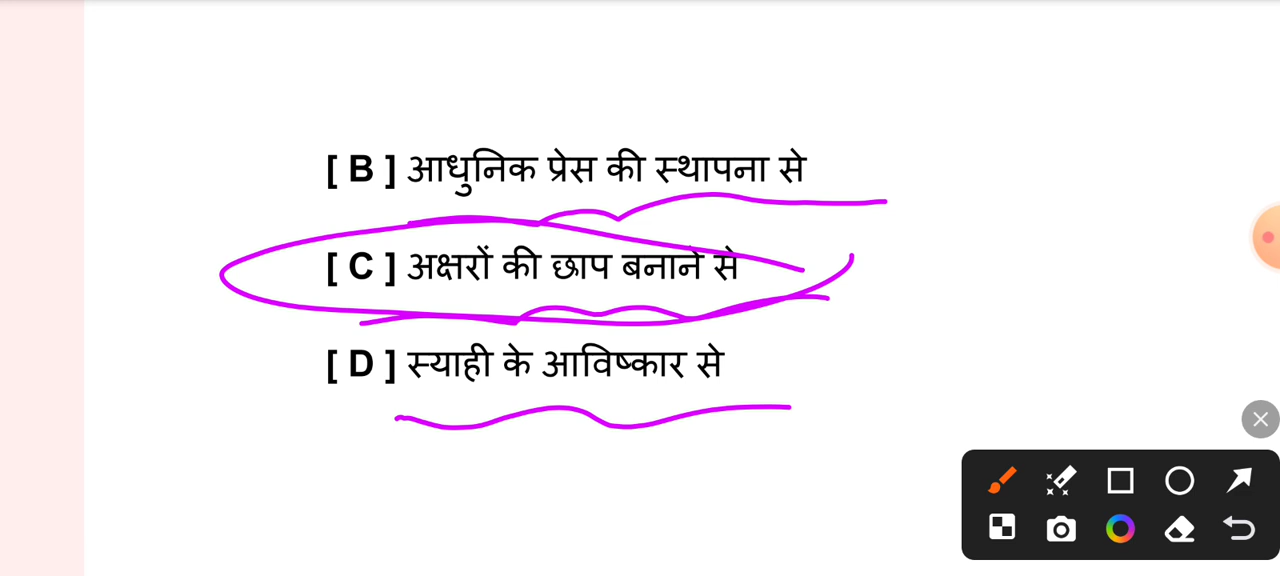 [ B ] आधुनिक प्रेस की स्थापना से
[ C ] अक्षरों की छाप बनाने से
[ D ] स्याही के आविष्कार से